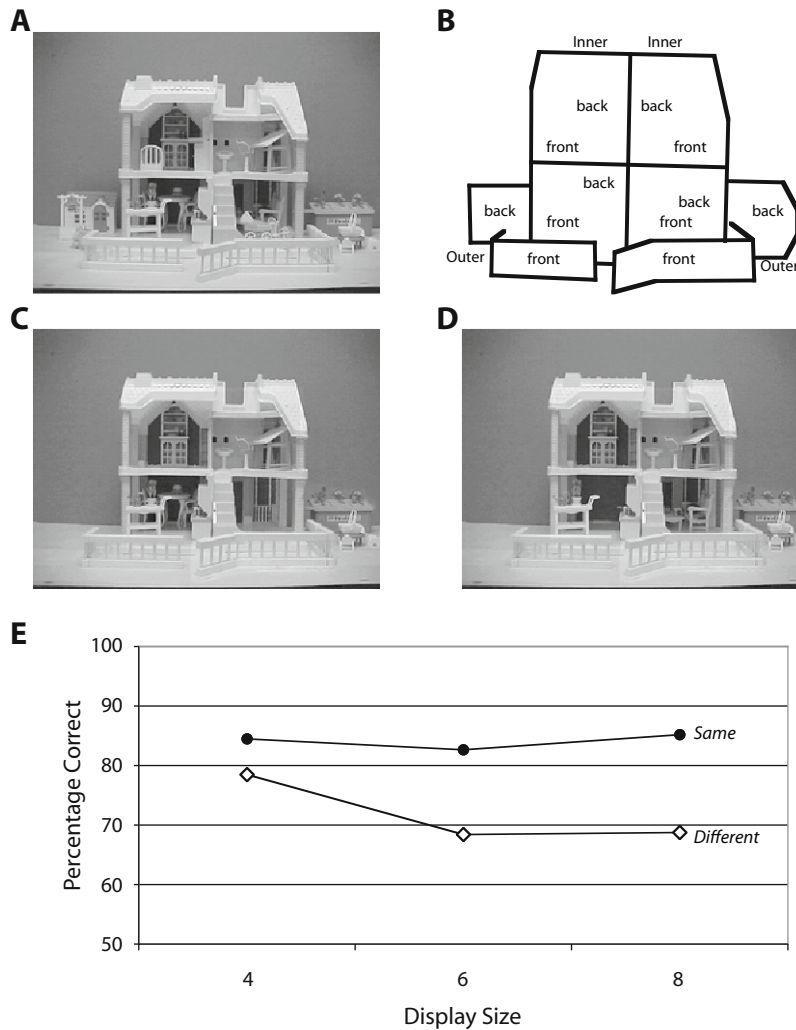 A
B
Inner Inner
back back
front front
back
back
back back
front front
Outer front front Outer
C
D
E
100
90
80
70
60
50
Percentage Correct
Same
Different
4 6 8
Display Size